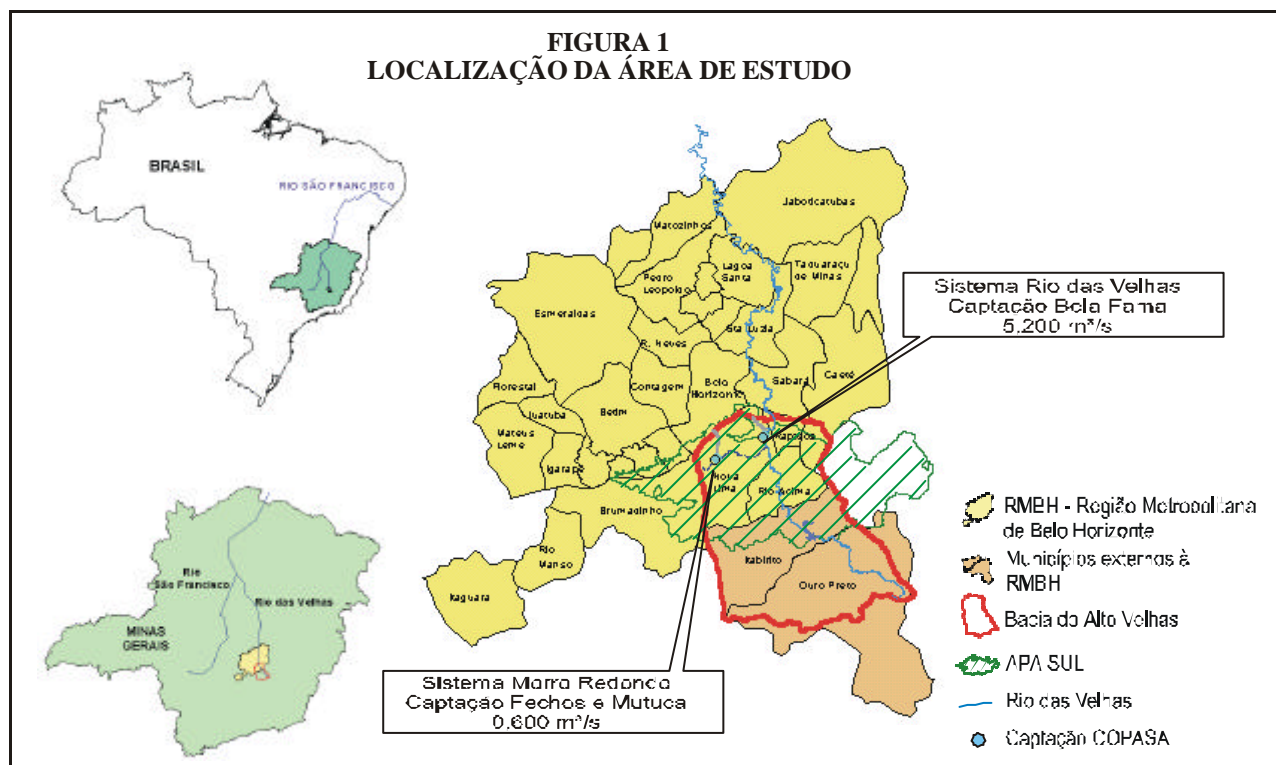 FIGURA 1
LOCALIZAÇÃO DA ÁREA DE ESTUDO
BRASIL
RIO SÃO FRANCISCO
Jaboticatubas
Matozinhos
Lagoa
Santa
Taquaraçu
de Minas
Pedro
Leopoldo
Esmeraldas
Sta Luzia
R. Neves
Sistema Rio das Velhas
Captação Bela Fama
5.200 m³/s
Contagem
Belo
Horizonte
Sabará
Caeté
Florestal
Juatuba
Betim
Mateus
Leme
Igarapé
Raposos
Nova
Lima
Rio Acima
Brumadinho
Rio
Manso
Itaguara
Itabirito
Ouro Preto
Rio
São Francisco
Rio das Velhas
MINAS
GERAIS
Sistema Morro Redondo
Captação Fechos e Mutuca
0.600 m³/s
RMBH - Região Metropolitana
de Belo Horizonte
Municípios externos à
RMBH
Bacia do Alto Velhas
APA SUL
Rio das Velhas
Captação COPASA